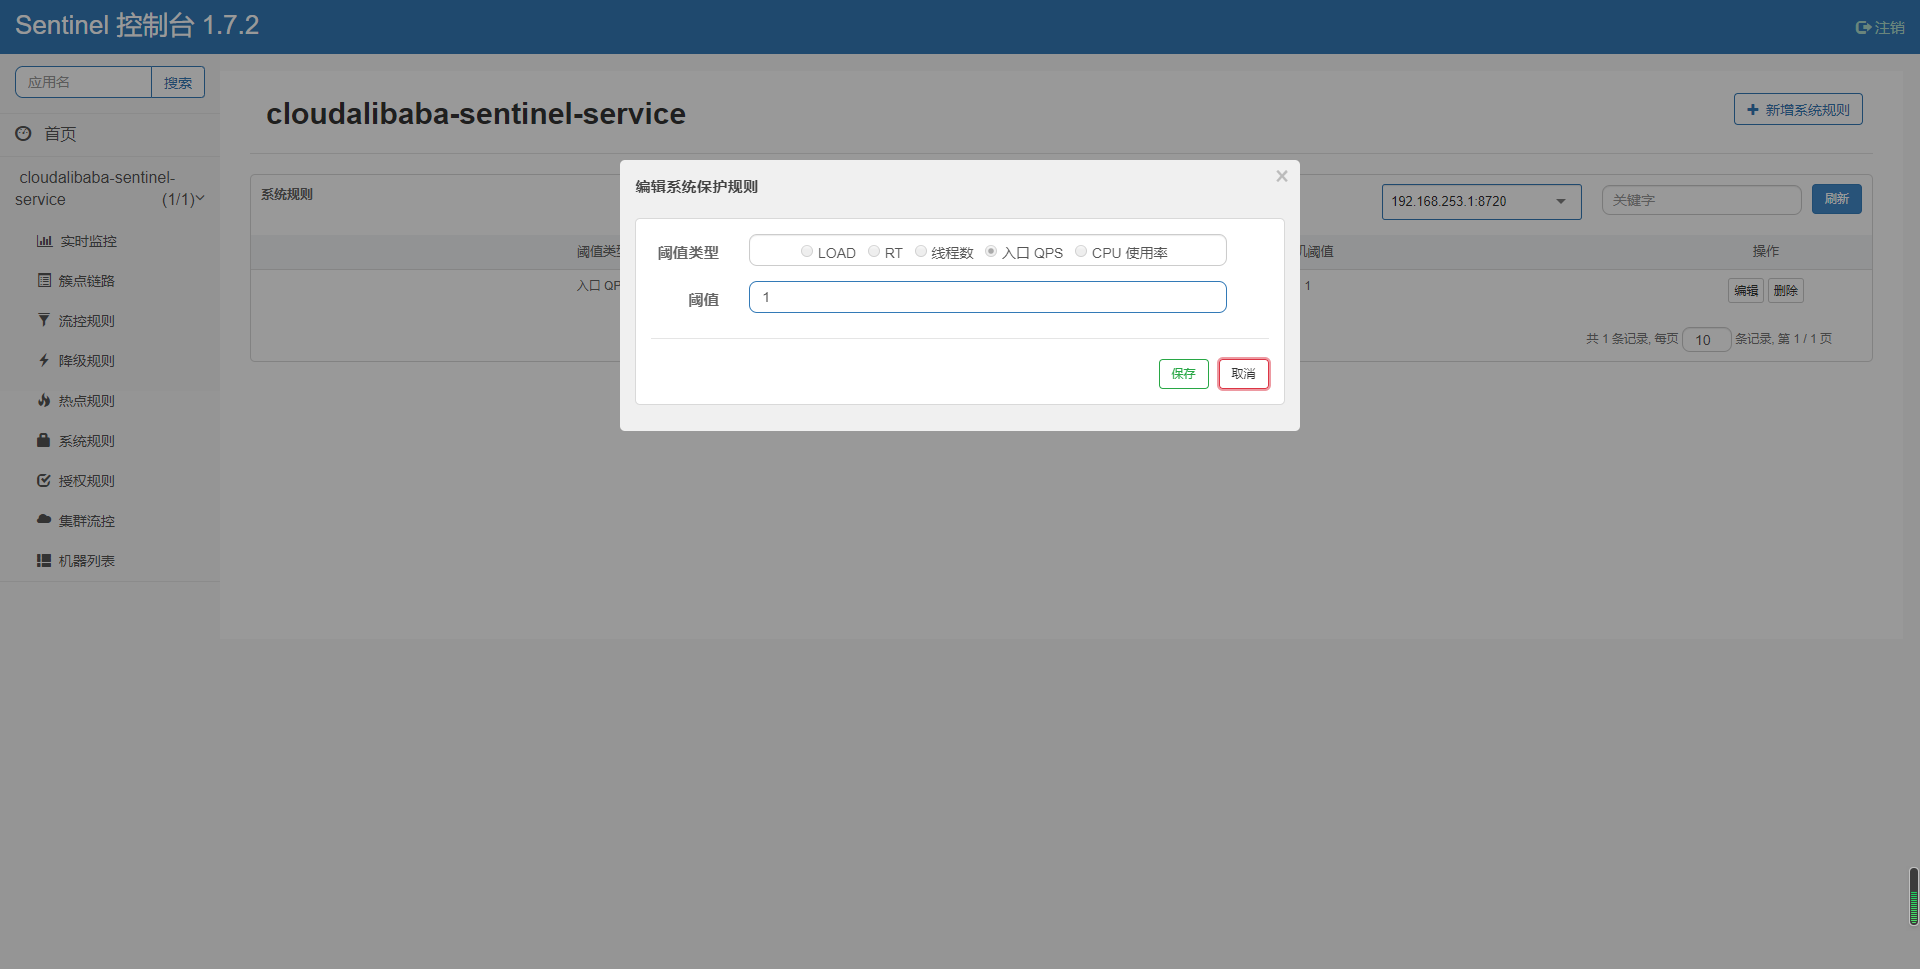 Sentinel 控制台 1.7.2
注销
应用名
搜索
首页
cloudalibaba-sentinel-
service
(1/1)
实时监控
簇点链路
流控规则
降级规则
热点规则
系统规则
授权规则
集群流控
机器列表
cloudalibaba-sentinel-service
新增系统规则
系统规则
192.168.253.1:8720
关键字
刷新
阈值类
阈值
操作
入口 QP
1
编辑
删除
共 1 条记录, 每页 10 条记录, 第 1 / 1 页
编辑系统保护规则
×
阈值类型
LOAD RT 线程数 入口 QPS CPU 使用率
阈值
1
保存
取消